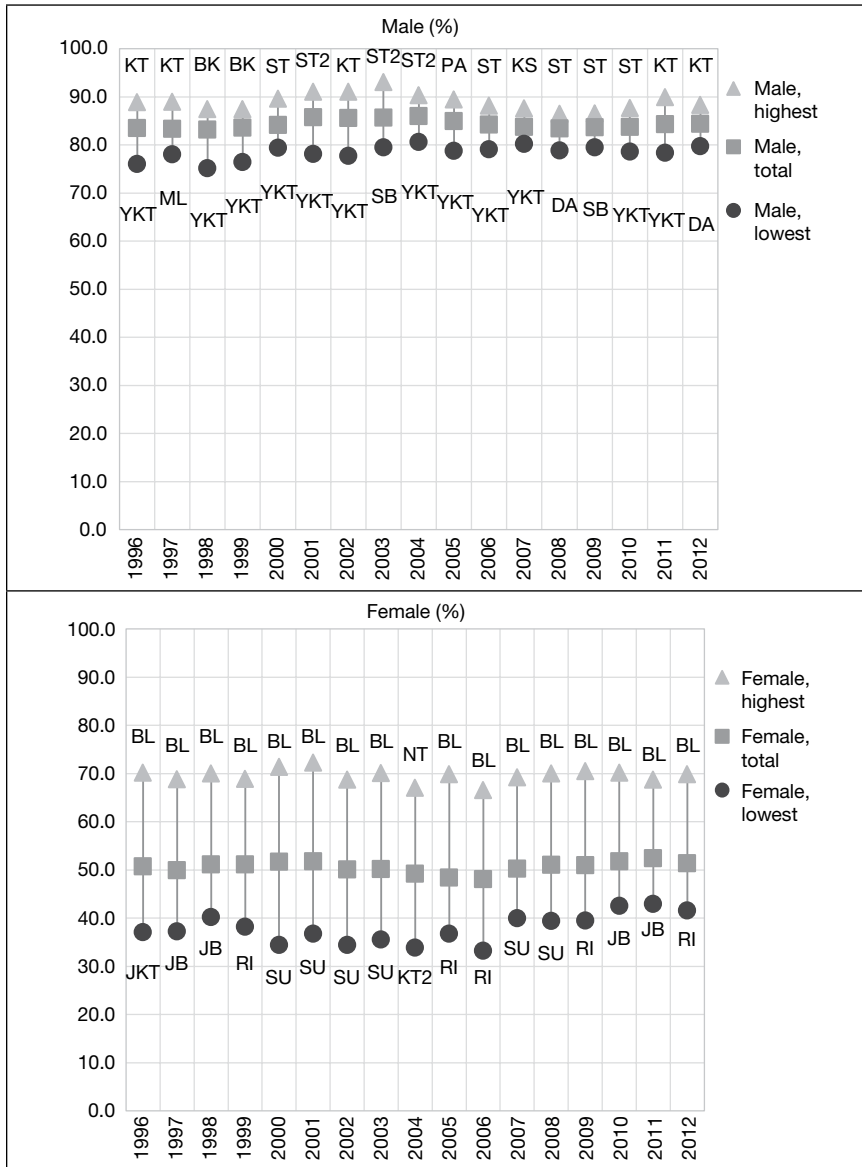 Male (%)
100.0
KT KT BK BK ST ST2 KT ST2 ST2 PA ST KS ST ST ST KT KT
90.0
80.0
70.0
YKT ML YKT YKT YKT YKT YKT SB YKT YKT YKT YKT DA SB YKT YKT DA
60.0
50.0
40.0
30.0
20.0
10.0
0.0
1996 1997 1998 1999 2000 2001 2002 2003 2004 2005 2006 2007 2008 2009 2010 2011 2012
Male,
highest
Male,
total
Male,
lowest
Female (%)
100.0
90.0
80.0
BL BL BL BL BL BL BL BL NT BL BL BL BL BL BL BL BL
70.0
60.0
50.0
40.0
30.0
JKT JB JB RI SU SU SU SU KT2 RI RI SU SU RI JB JB RI
20.0
10.0
0.0
1996 1997 1998 1999 2000 2001 2002 2003 2004 2005 2006 2007 2008 2009 2010 2011 2012
Female,
highest
Female,
total
Female,
lowest